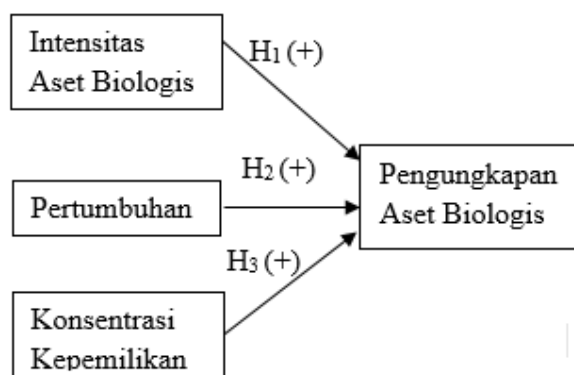 Intensitas
Aset Biologis
H₁ (+)
H₂ (+)
Pertumbuhan
Pengungkapan
Aset Biologis
H₃ (+)
Konsentrasi
Kepemilikan